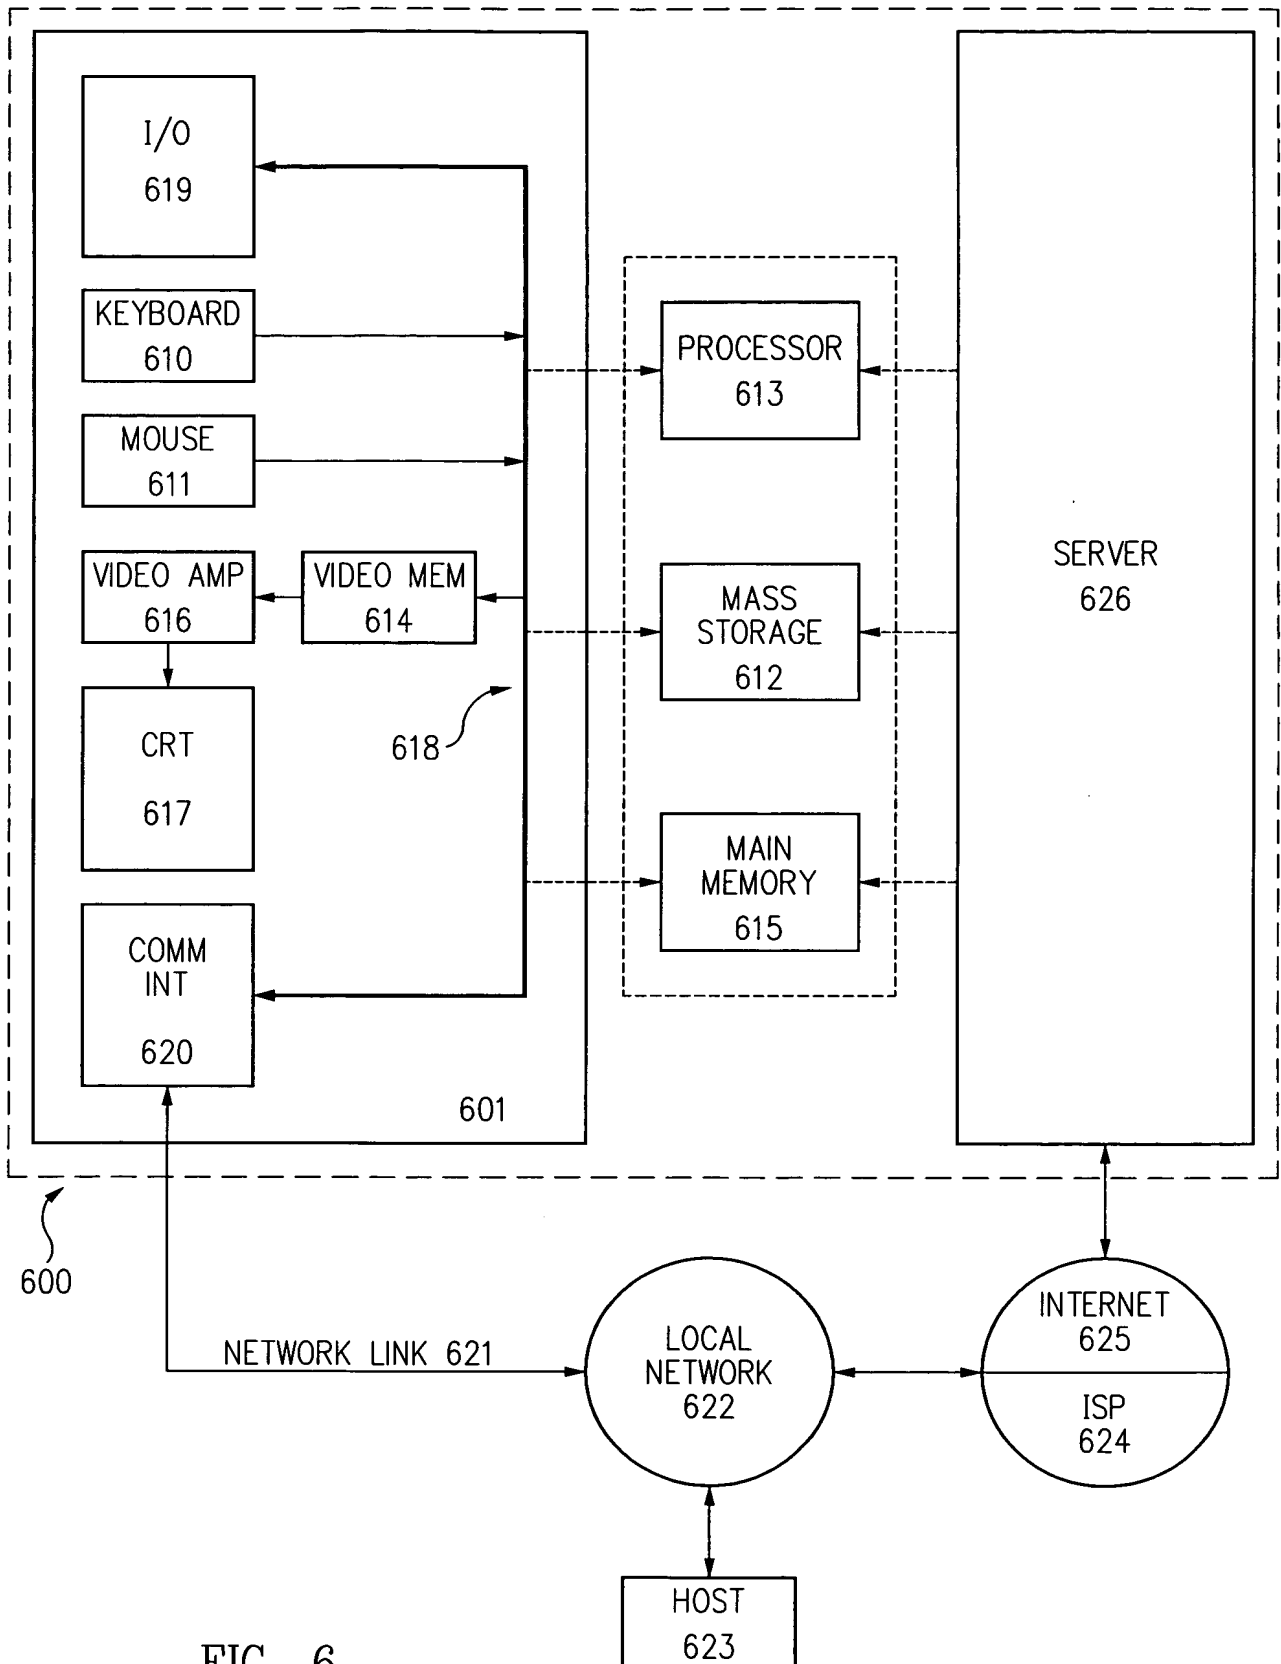 I/O
619
KEYBOARD
610
MOUSE
611
VIDEO AMP
616
VIDEO MEM
614
CRT
617
618
COMM
INT
620
601
PROCESSOR
613
MASS
STORAGE
612
MAIN
MEMORY
615
SERVER
626
600
NETWORK LINK 621
LOCAL
NETWORK
622
INTERNET
625
ISP
624
HOST
623
FIG. 6